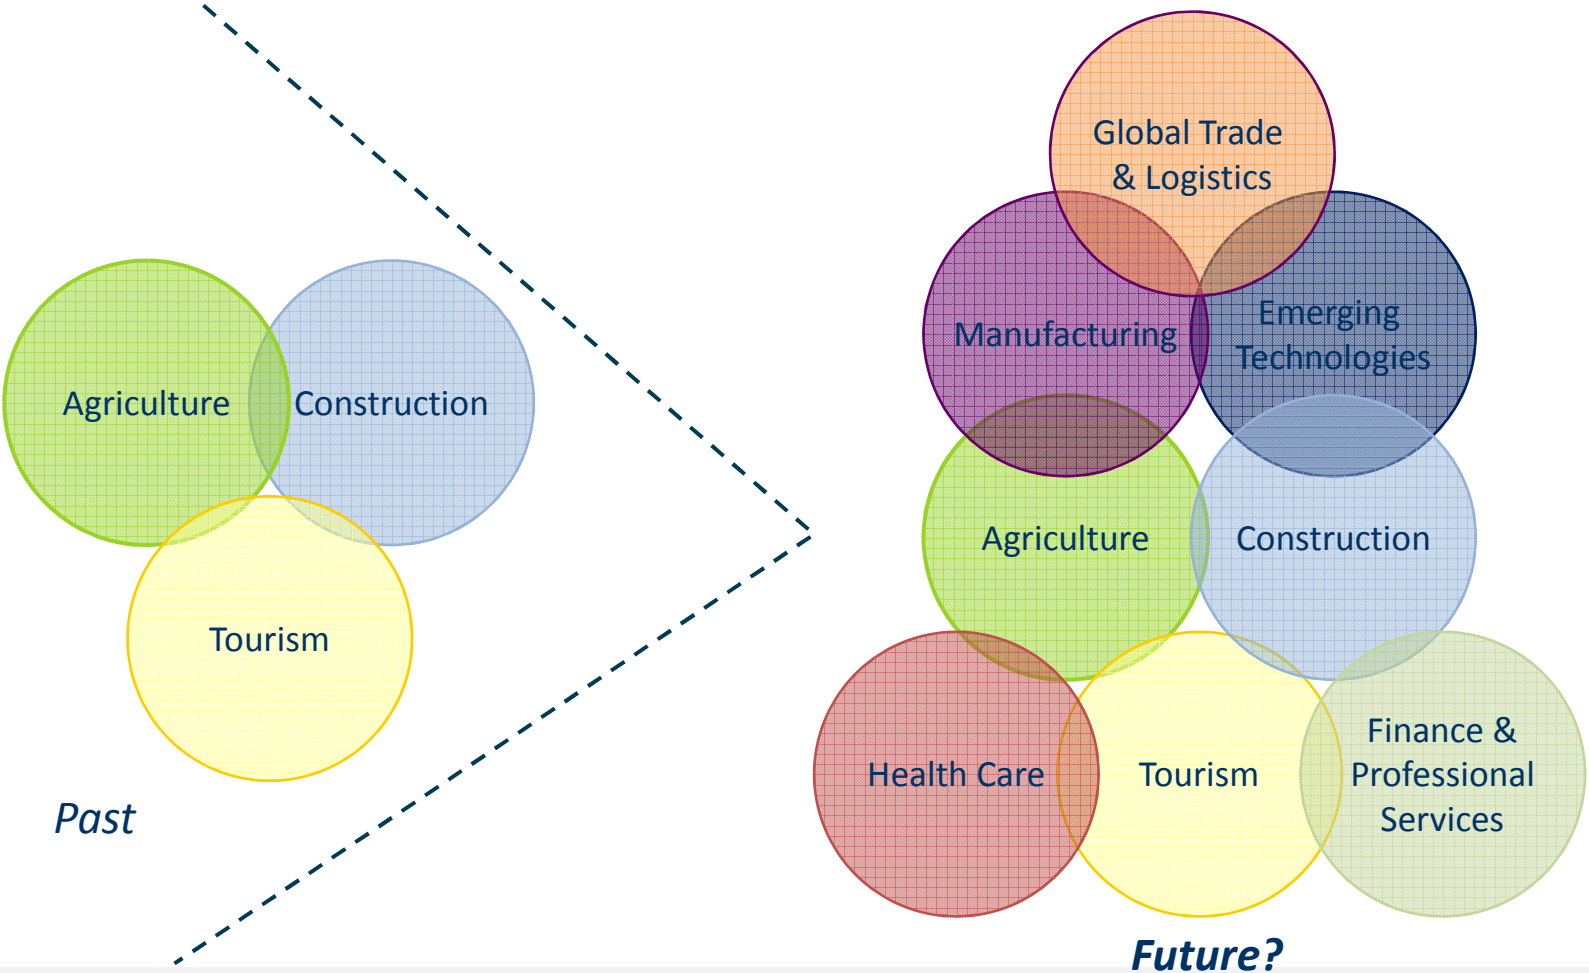 Agriculture
Construction
Tourism
Past
Global Trade
& Logistics
Manufacturing
Emerging
Technologies
Agriculture
Construction
Health Care
Tourism
Finance &
Professional
Services
Future?